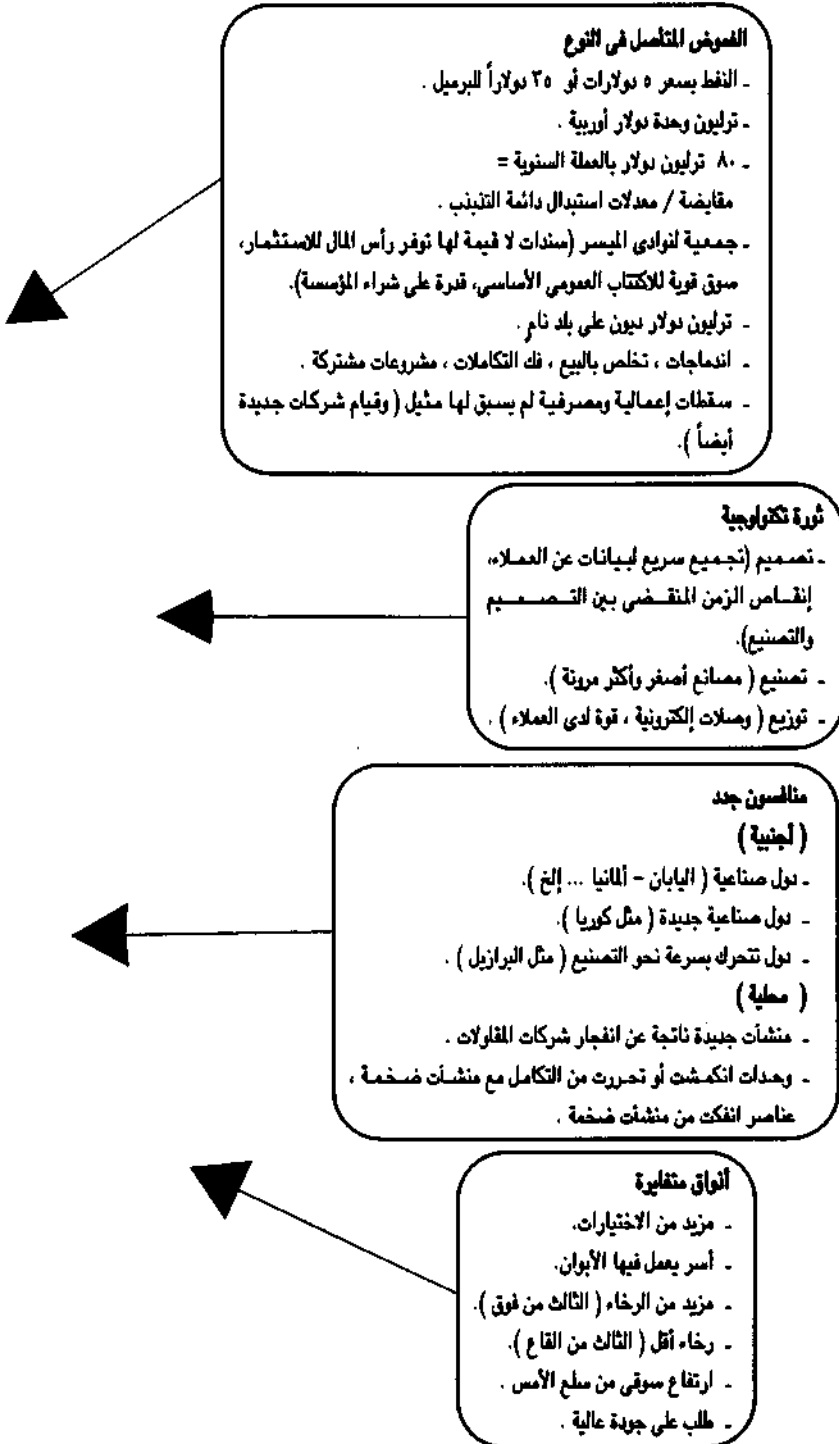 الغموض المتأصل فى النوع
- النفط بسعر ٥ دولارات أو ٣٥ دولاراً للبرميل .
- ترليون وحدة دولار أوربية .
- ٨٠ ترليون دولار بالعملة السنوية =
مقايضة / معدلات استبدال دائمة التذبذب .
- جمعية لنوادى الميسر (سندات لا قيمة لها توفر رأس المال للاستثمار،
سوق قوية للاكتتاب العمومي الأساسي، قدرة على شراء المؤسسة).
- ترليون دولار ديون على بلد نامٍ .
- اندماجات ، تخلص بالبيع ، فك التكاملات ، مشروعات مشتركة .
- سقطات إعمالية ومصرفية لم يسبق لها مثيل ( وقيام شركات جديدة
أيضاً ).
ثورة تكنولوجية
- تصميم (تجميع سريع لبيانات عن العملاء،
إنقاص الزمن المنقضى بين التصميم
والتصنيع).
- تصنيع ( مصانع أصغر وأكثر مرونة ).
- توزيع ( وصلات إلكترونية ، قوة لدى العملاء ) .
منافسون جدد
( أجنبية )
- دول صناعية ( اليابان – ألمانيا ... إلخ ).
- دول صناعية جديدة ( مثل كوريا ).
- دول تتحرك بسرعة نحو التصنيع ( مثل البرازيل ) .
( محلية )
- منشآت جديدة ناتجة عن انفجار شركات المقاولات .
- وحدات انكمشت أو تحررت من التكامل مع منشآت ضخمة ،
عناصر انفكت من منشآت ضخمة .
أذواق متغايرة
- مزيد من الاختيارات.
- أسر يعمل فيها الأبوان.
- مزيد من الرخاء ( الثالث من فوق ).
- رخاء أقل ( الثالث من القاع ).
- ارتفاع سوقى من سلع الأمس .
- طلب على جودة عالية .